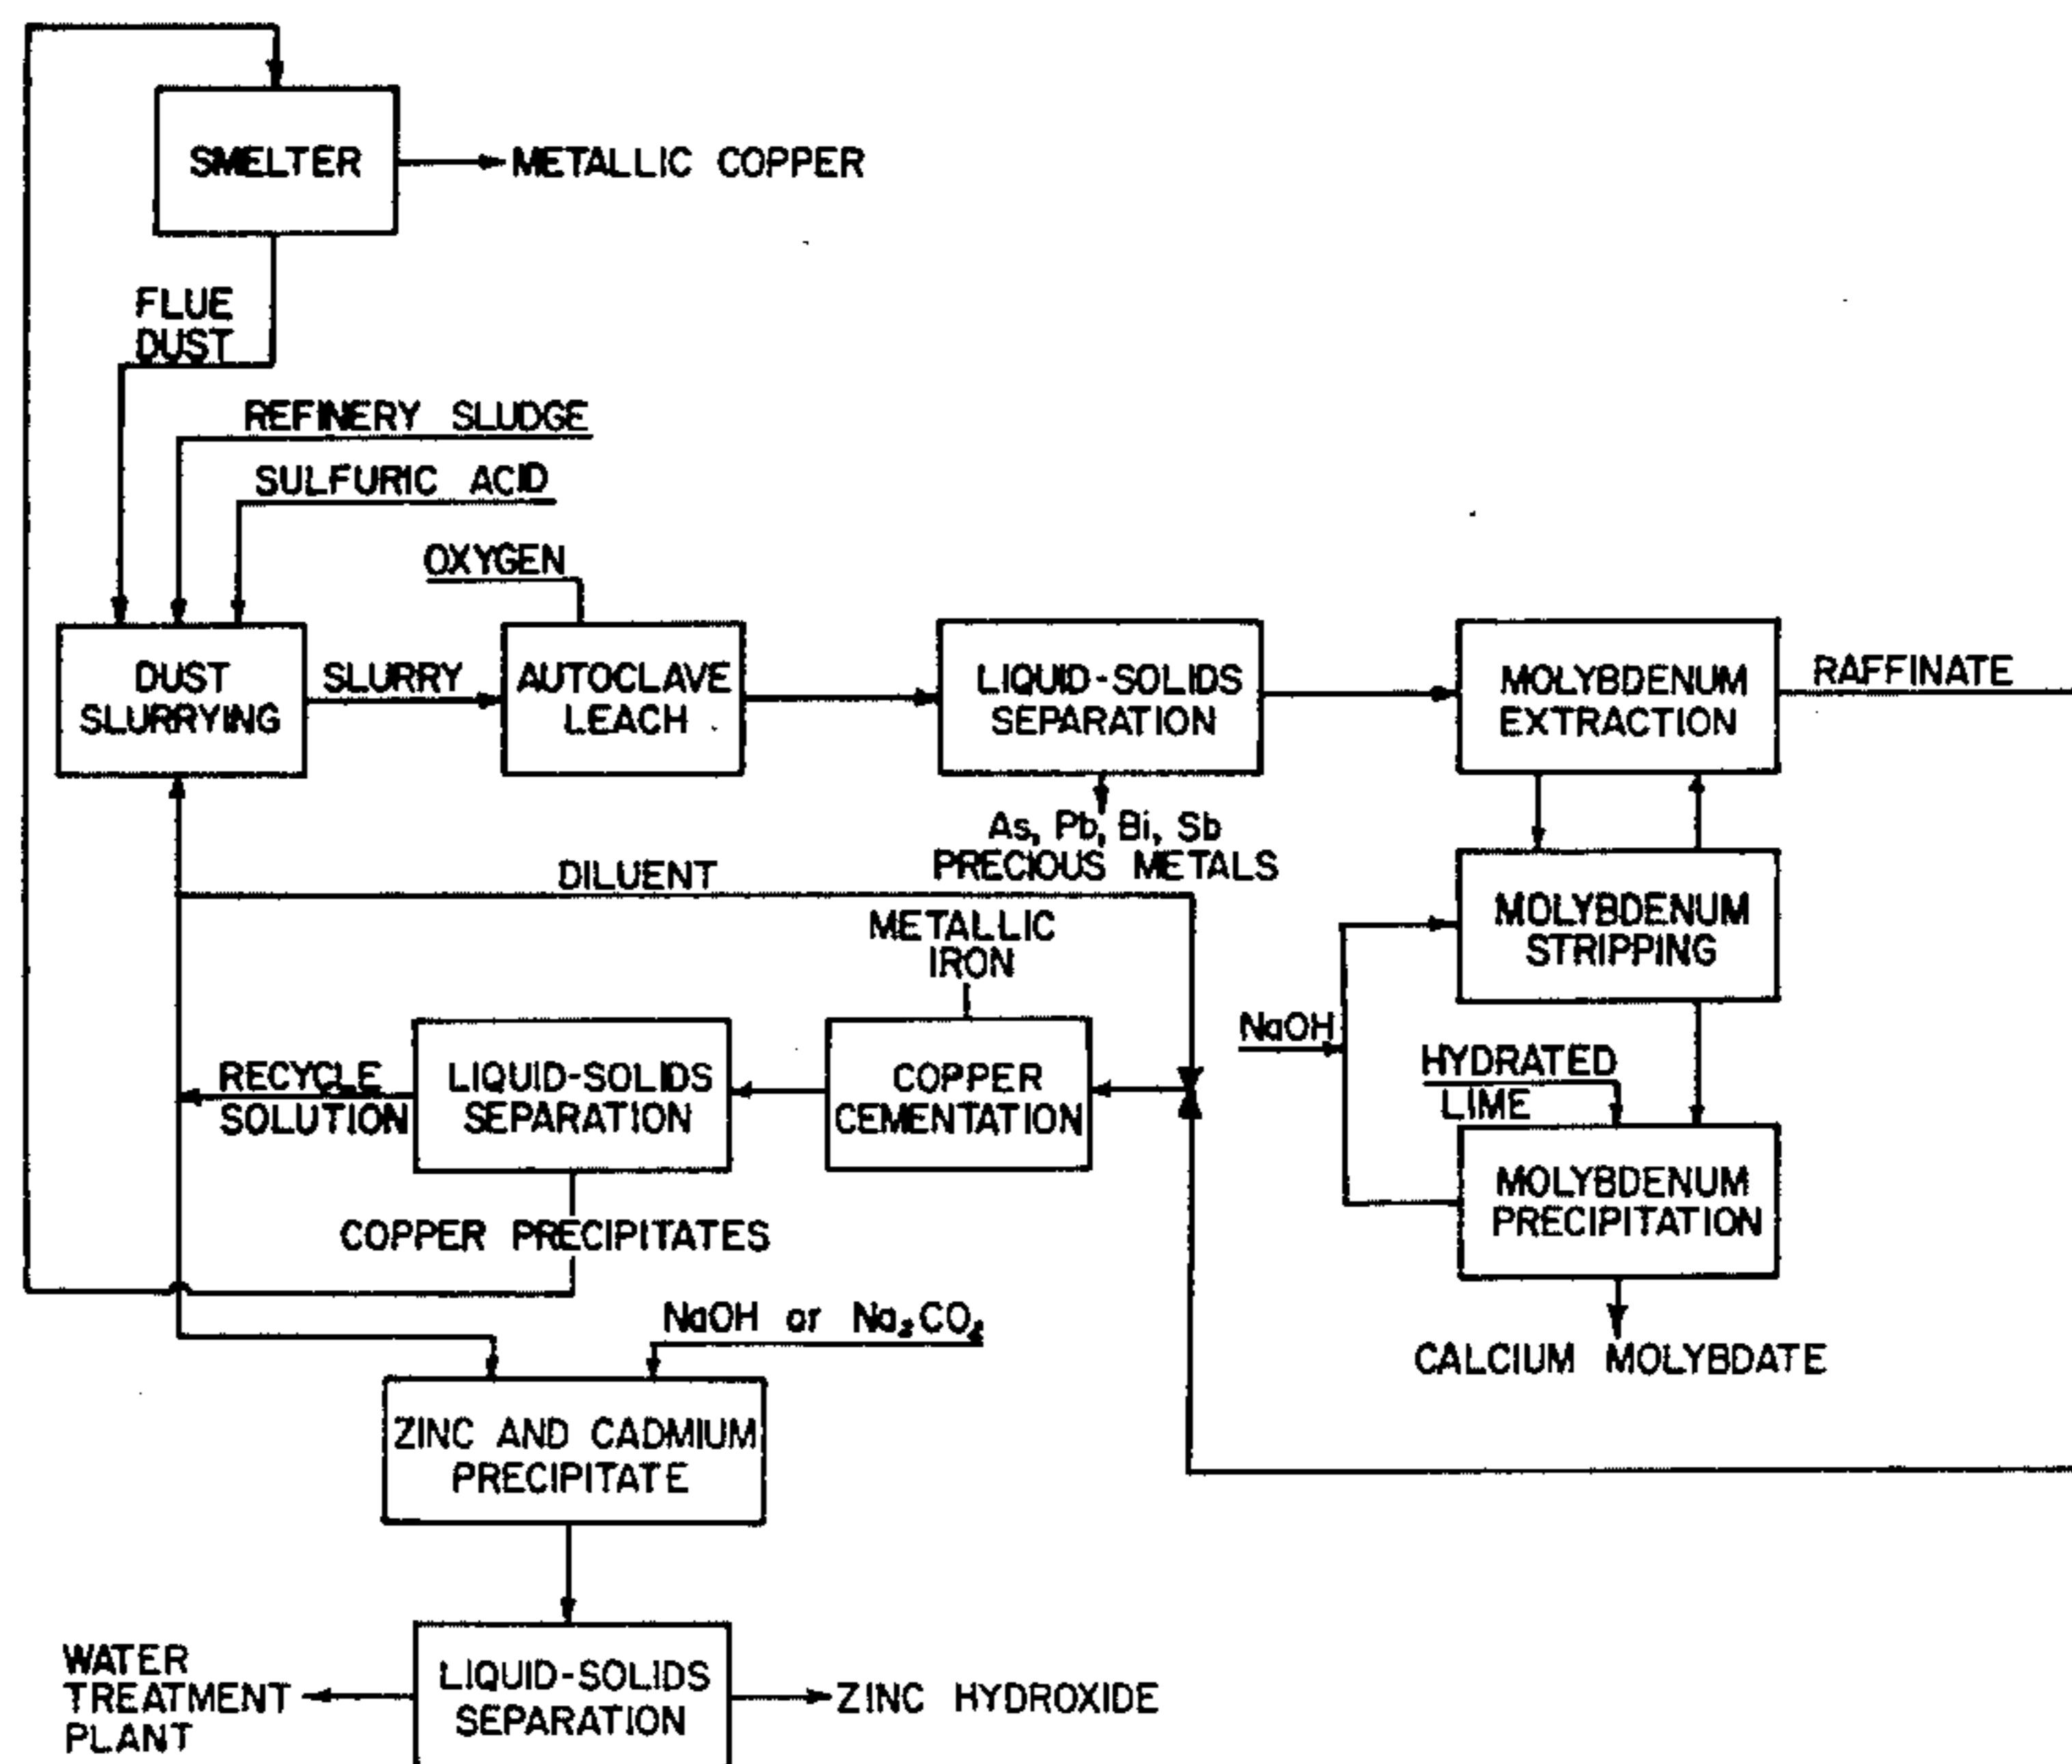 SMELTER
METALLIC COPPER
FLUE
DUST
REFINERY SLUDGE
SULFURIC ACID
OXYGEN
DUST
SLURRYING
SLURRY
AUTOCLAVE
LEACH
LIQUID-SOLIDS
SEPARATION
MOLYBDENUM
EXTRACTION
RAFFINATE
As, Pb, Bi, Sb
PRECIOUS METALS
DILUENT
METALLIC
IRON
MOLYBDENUM
STRIPPING
RECYCLE
SOLUTION
LIQUID-SOLIDS
SEPARATION
COPPER
CEMENTATION
NaOH
HYDRATED
LIME
MOLYBDENUM
PRECIPITATION
COPPER PRECIPITATES
CALCIUM MOLYBDATE
NaOH or
ZINC AND CADMIUM
PRECIPITATE
WATER
TREATMENT
PLANT
LIQUID-SOLIDS
SEPARATION
ZINC HYDROXIDE